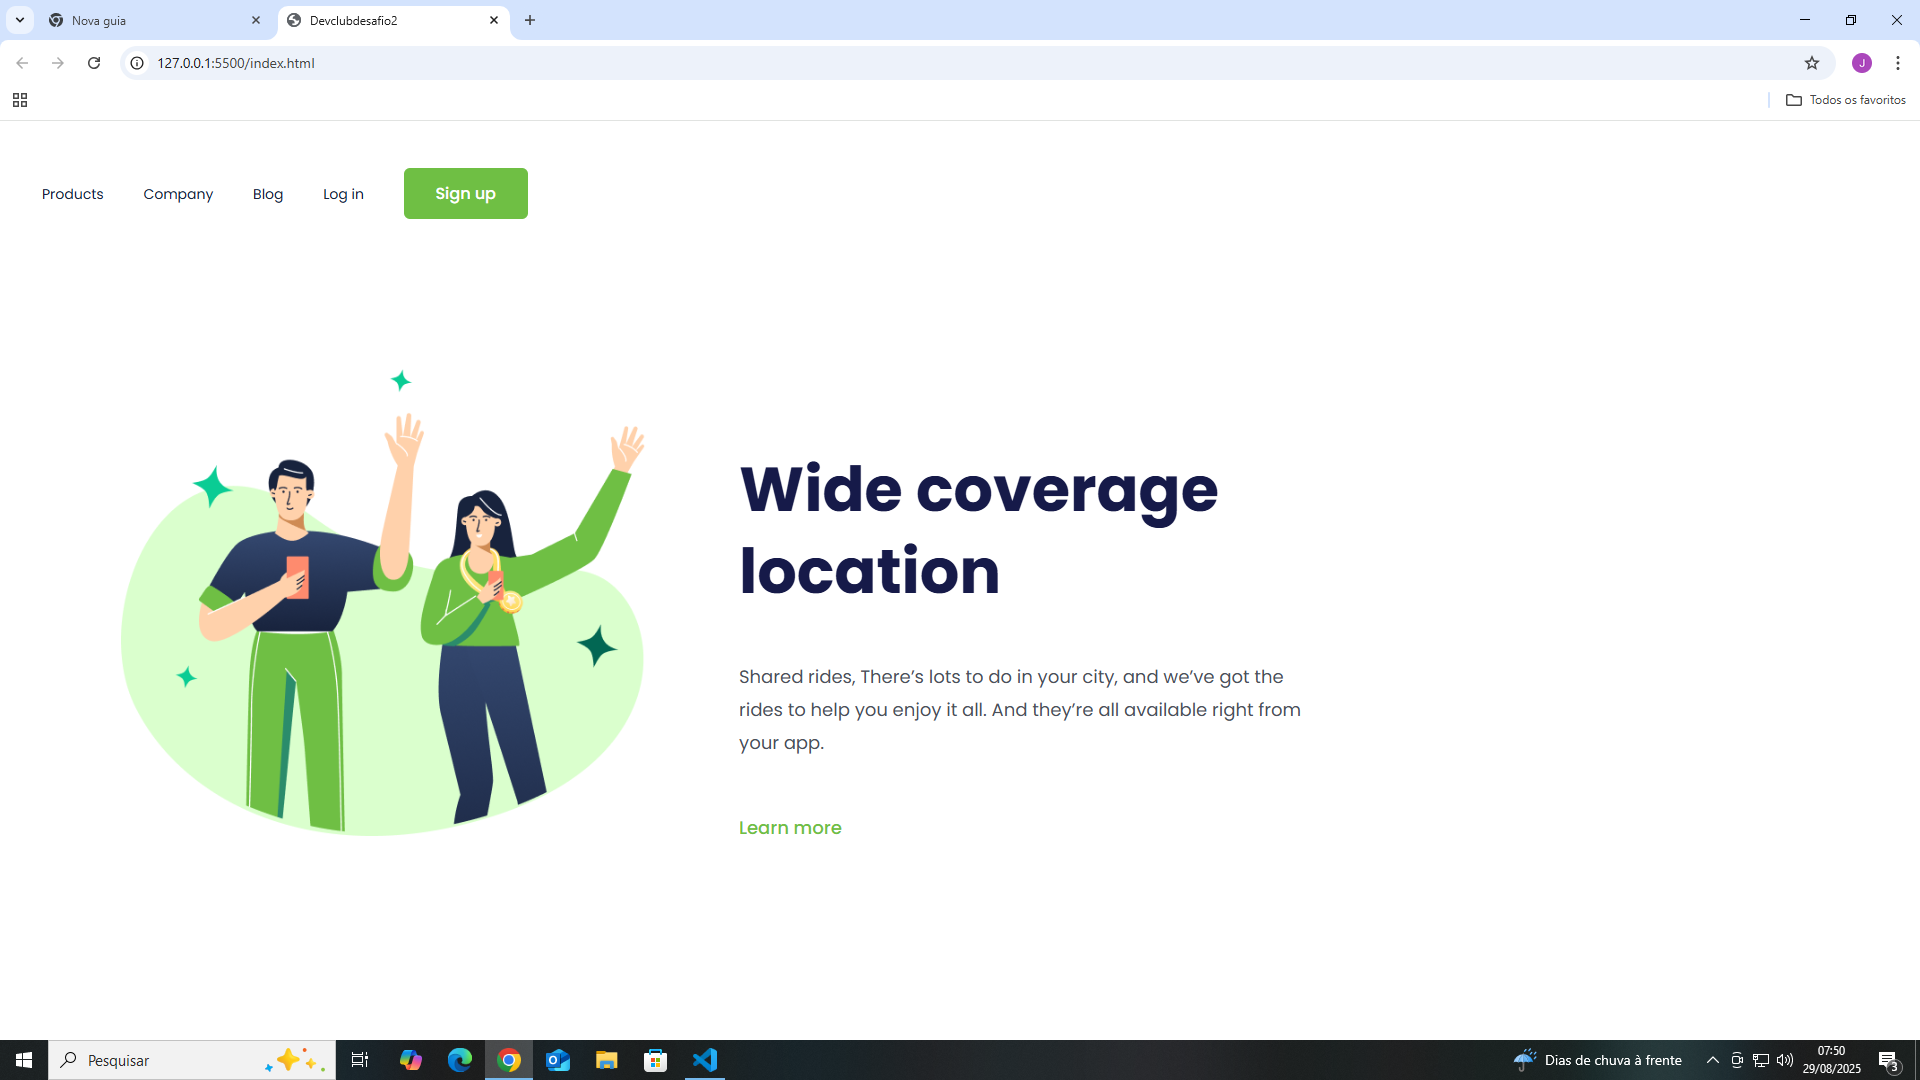 Nova guia
Devclubdesafio2
127.0.0.1:5500/index.html
J
Todos os favoritos
Products
Company
Blog
Log in
Sign up
Wide coverage
location
Shared rides, There’s lots to do in your city, and we’ve got the
rides to help you enjoy it all. And they’re all available right from
your app.
Learn more
Pesquisar
Dias de chuva à frente
07:50
29/08/2025
3